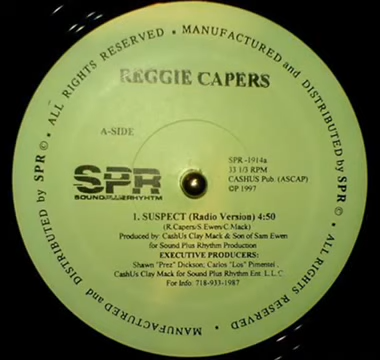 • MANUFACTURED and DISTRIBUTED by SPR © • ALL RIGHTS RESERVED • MANUFACTURED and DISTRIBUTED by SPR © • ALL RIGHTS RESERVED
REGGIE CAPERS
A-SIDE
SPR -1914a
33 1/3 RPM
CASHUS Pub. (ASCAP)
©P 1997
SPR
SOUNDPLUSRHYHTM
1. SUSPECT (Radio Version) 4:50
(R.Capers/S.Ewen/C.Mack)
Produced by: CashUs Clay Mack & Son of Sam Ewen
for Sound Plus Rhythm Production
EXECUTIVE PRODUCERS:
Shawn "Prez" Dickson; Carlos "Los" Pimentel;
CashUs Clay Mack for Sound Plus Rhythm Ent. L.L.C.
For Info: 718-933-1987